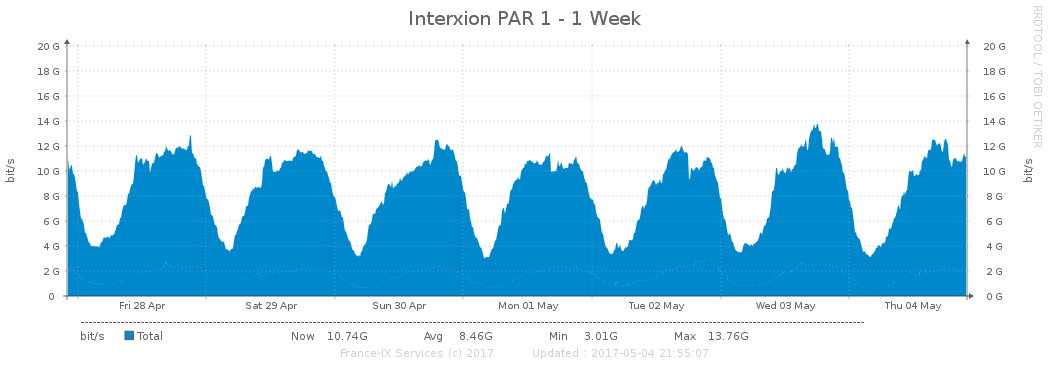 Interxion PAR 1 - 1 Week
RRDTOOL / TOBI OETIKER
bit/s
20 G 20 G
18 G 18 G
16 G 16 G
14 G 14 G
12 G 12 G
10 G 10 G
8 G 8 G
6 G 6 G
4 G 4 G
2 G 2 G
0 0 G
bit/s
Fri 28 Apr Sat 29 Apr Sun 30 Apr Mon 01 May Tue 02 May Wed 03 May Thu 04 May
bit/s Total Now 10.74G Avg 8.46G Min 3.01G Max 13.76G
France-IX Services (c) 2017 Updated : 2017-05-04 21:55:07